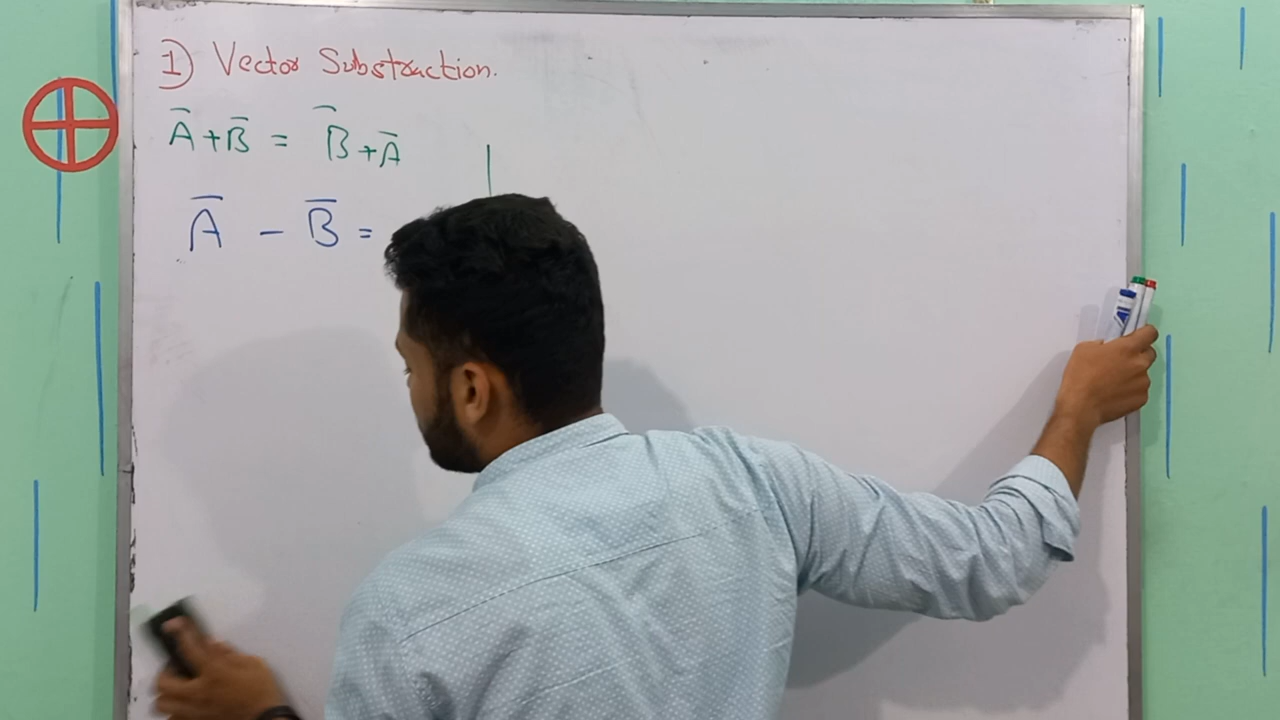 1) Vector Substraction.
A̅ + B̅ = B̅ + A̅
A̅ - B̅ =